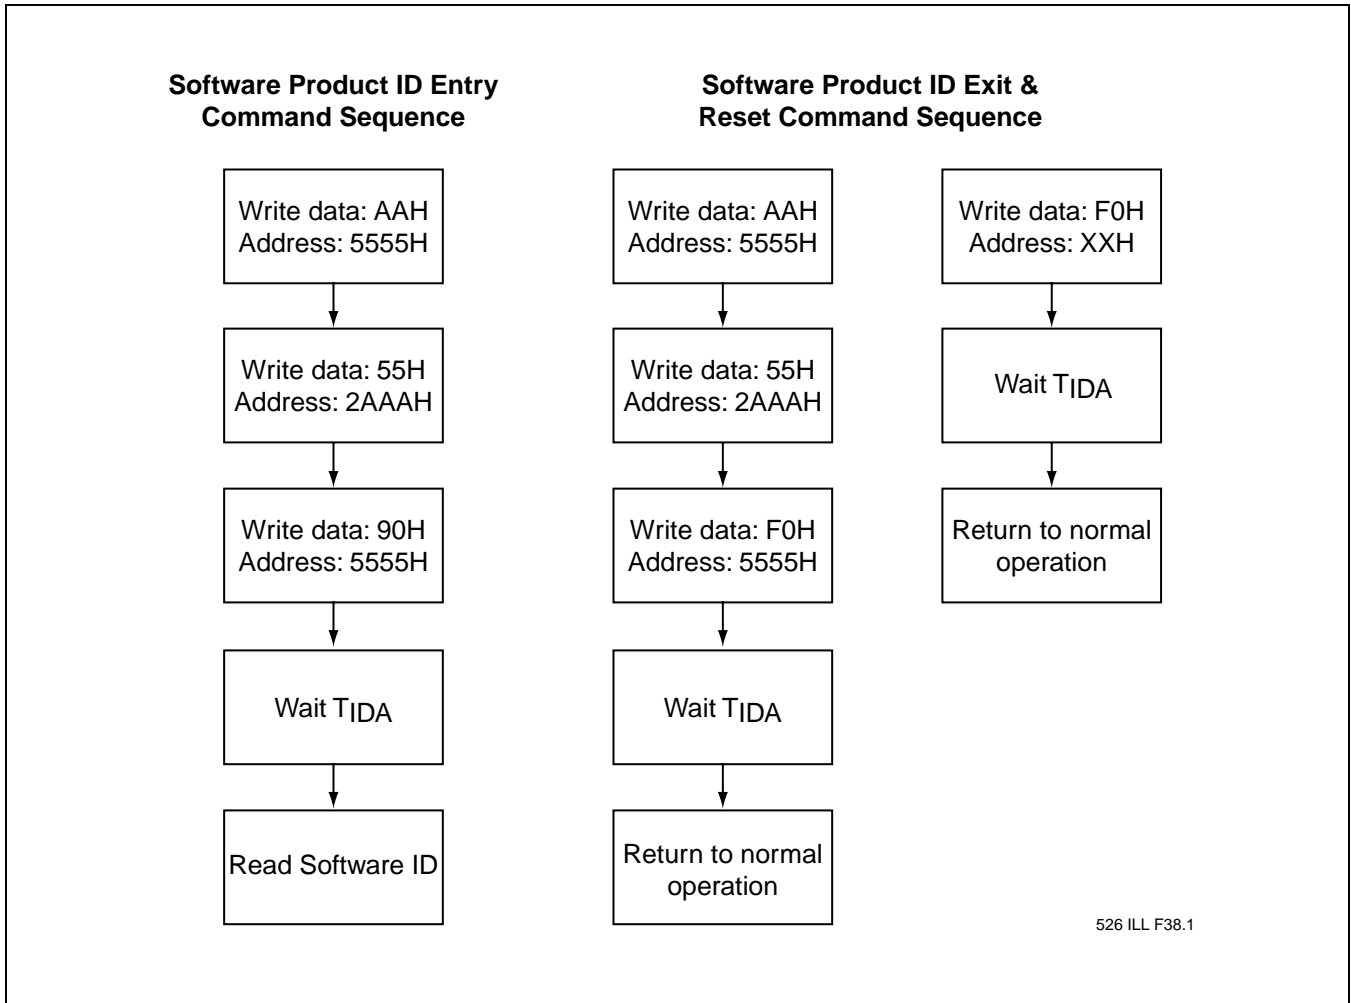 Software Product ID Entry
Command Sequence
Write data: AAH
Address: 5555H
Write data: 55H
Address: 2AAAH
Write data: 90H
Address: 5555H
Wait TIDA
Read Software ID
Software Product ID Exit &
Reset Command Sequence
Write data: AAH
Address: 5555H
Write data: 55H
Address: 2AAAH
Write data: F0H
Address: 5555H
Wait TIDA
Return to normal
operation
Write data: F0H
Address: XXH
Wait TIDA
Return to normal
operation
526 ILL F38.1